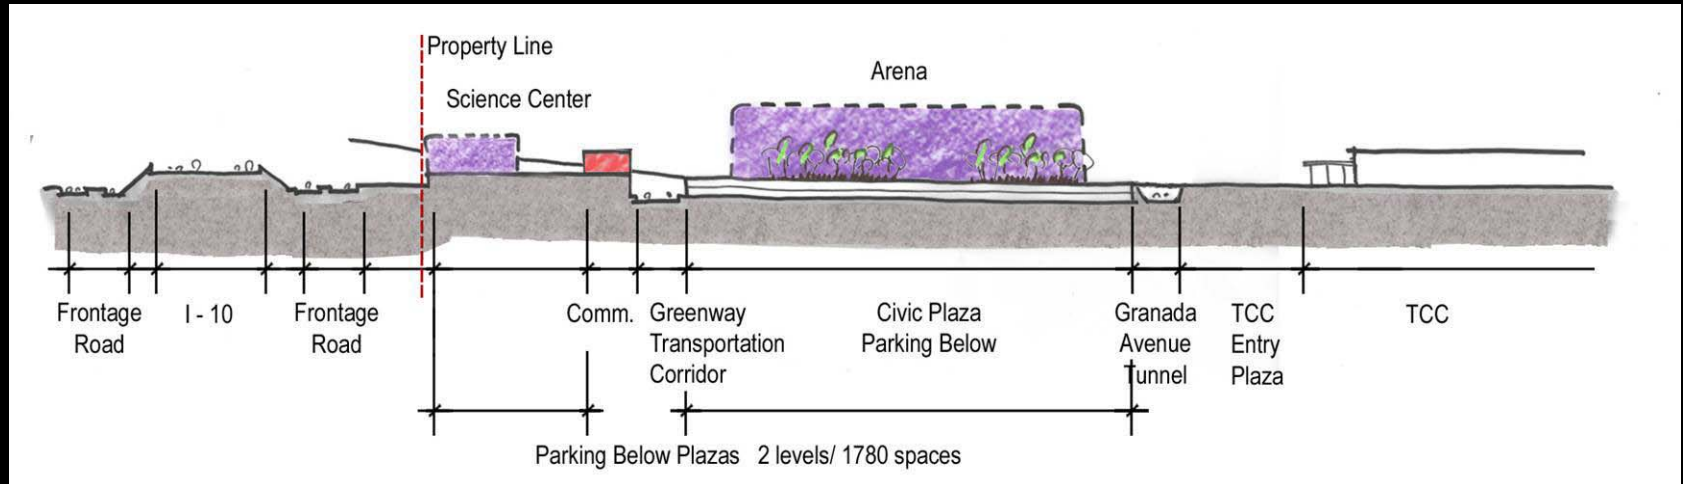 Property Line
Science Center
Arena
Frontage
Road
I - 10
Frontage
Road
Comm.
Greenway
Transportation
Corridor
Civic Plaza
Parking Below
Granada
Avenue
Tunnel
TCC
Entry
Plaza
TCC
Parking Below Plazas 2 levels/ 1780 spaces